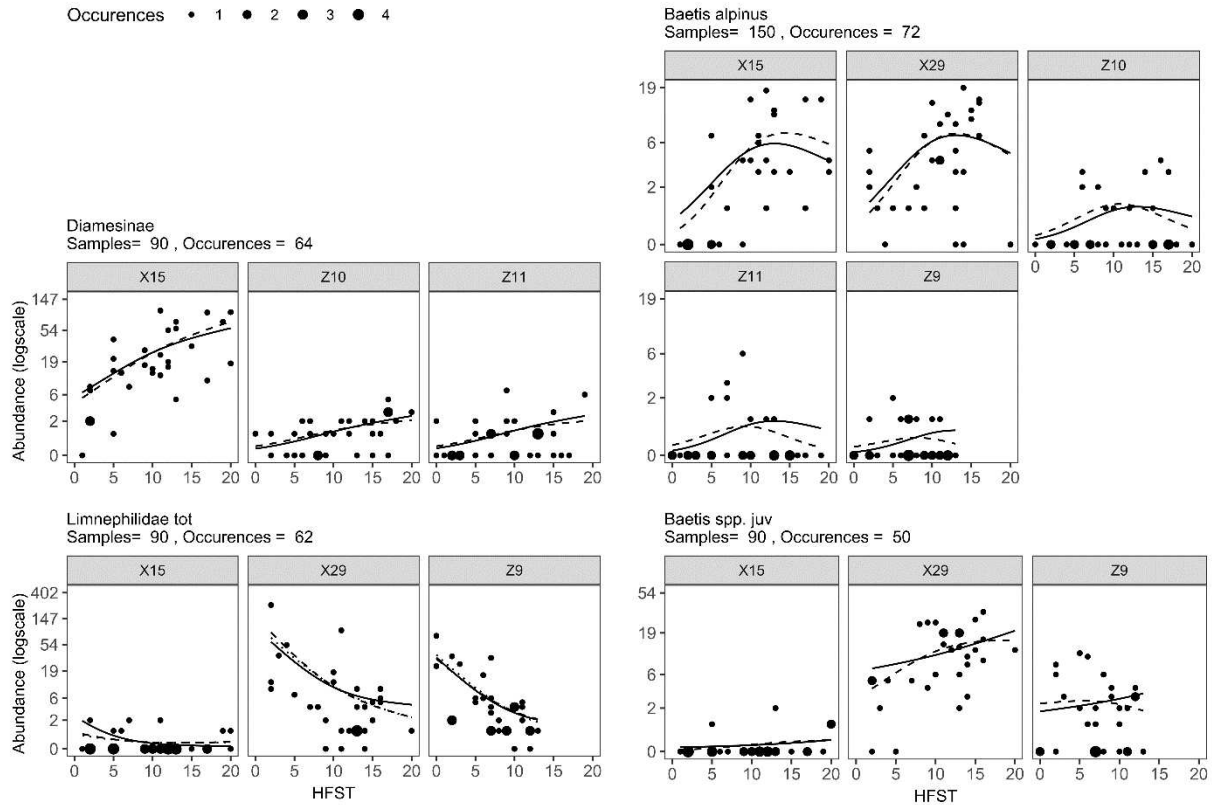 Occurences 1 2 3 4
Baetis alpinus
Samples= 150 , Occurences = 72
X15 X29 Z10
19
6
2
0
0 5 10 15 20
Z11 Z9
19
6
2
0
0 5 10 15 20 0 5 10 15 20
Diamesinae
Samples= 90 , Occurences = 64
X15 Z10 Z11
Abundance (logscale)
147
54
19
6
2
0
0 5 10 15 20 0 5 10 15 20 0 5 10 15 20
Limnephilidae tot
Samples= 90 , Occurences = 62
X15 X29 Z9
Abundance (logscale)
402
147
54
19
6
2
0
0 5 10 15 20 0 5 10 15 20 0 5 10 15 20
HFST
Baetis spp. juv
Samples= 90 , Occurences = 50
X15 X29 Z9
54
19
6
2
0
0 5 10 15 20 0 5 10 15 20 0 5 10 15 20
HFST